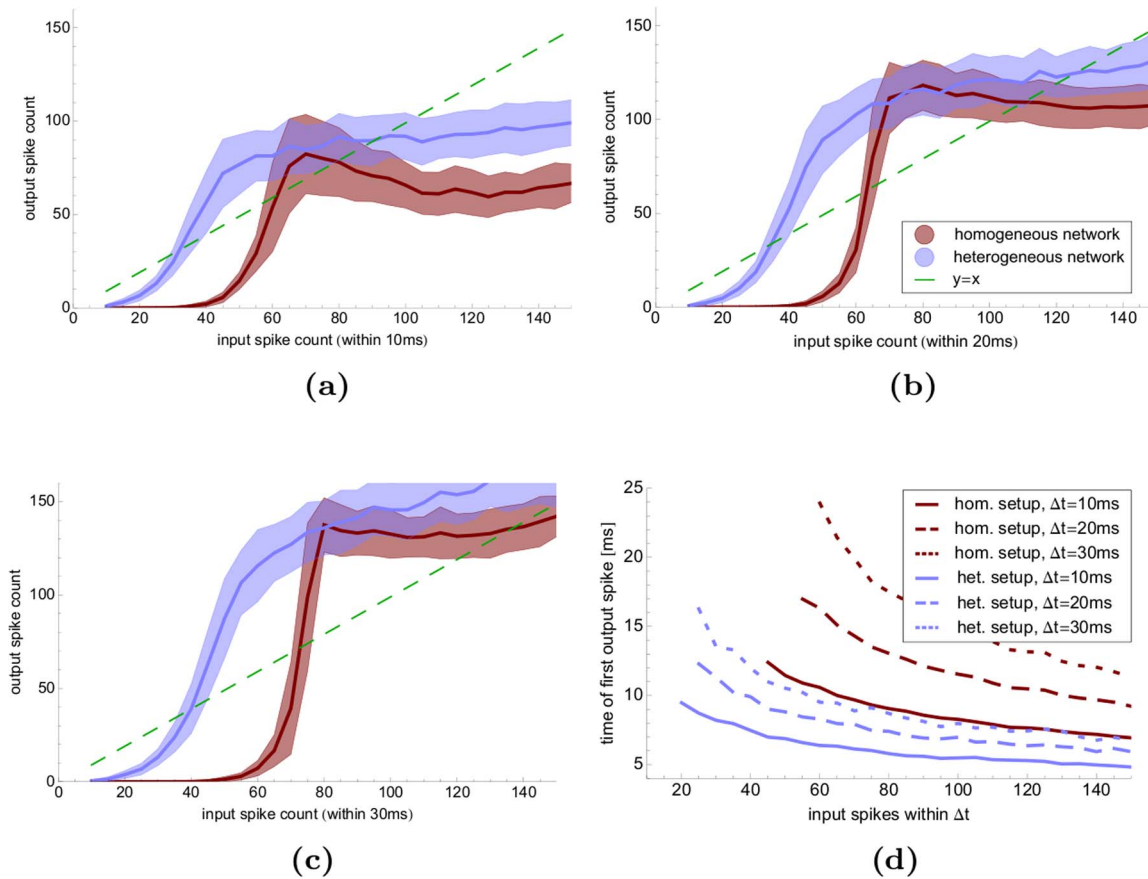 150
100
50
0
output spike count
0 20 40 60 80 100 120 140
input spike count (within 10ms)
(a)
150
100
50
0
output spike count
homogeneous network
heterogeneous network
y=x
0 20 40 60 80 100 120 140
input spike count (within 20ms)
(b)
150
100
50
0
output spike count
0 20 40 60 80 100 120 140
input spike count (within 30ms)
(c)
25
20
15
10
5
time of first output spike [ms]
hom. setup, Δt=10ms
hom. setup, Δt=20ms
hom. setup, Δt=30ms
het. setup, Δt=10ms
het. setup, Δt=20ms
het. setup, Δt=30ms
20 40 60 80 100 120 140
input spikes within Δt
(d)